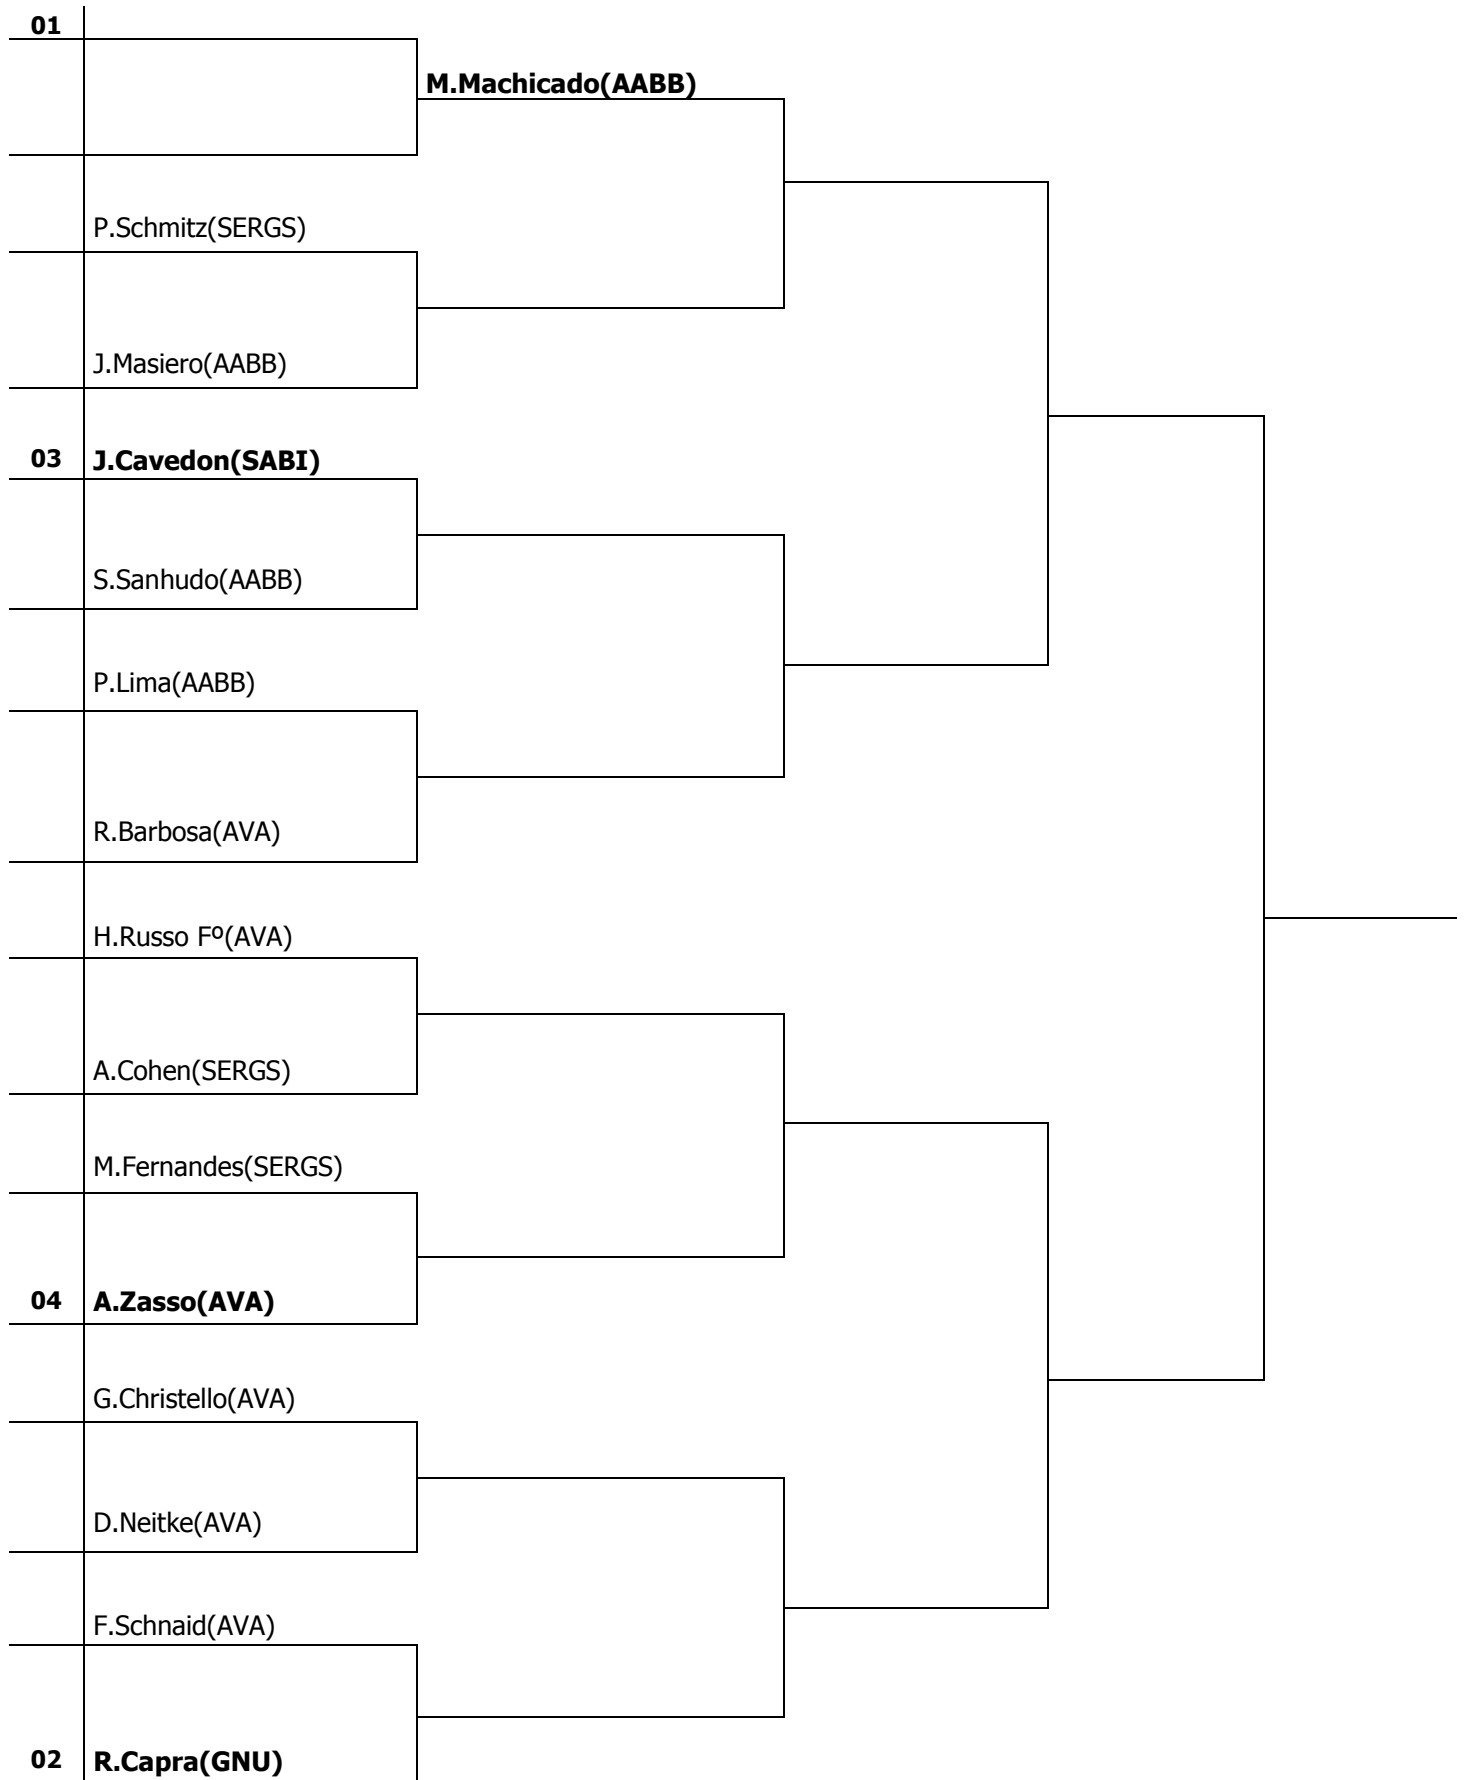 01
M.Machicado(AABB)
P.Schmitz(SERGS)
J.Masiero(AABB)
03 J.Cavedon(SABI)
S.Sanhudo(AABB)
P.Lima(AABB)
R.Barbosa(AVA)
H.Russo Fº(AVA)
A.Cohen(SERGS)
M.Fernandes(SERGS)
04 A.Zasso(AVA)
G.Christello(AVA)
D.Neitke(AVA)
F.Schnaid(AVA)
02 R.Capra(GNU)